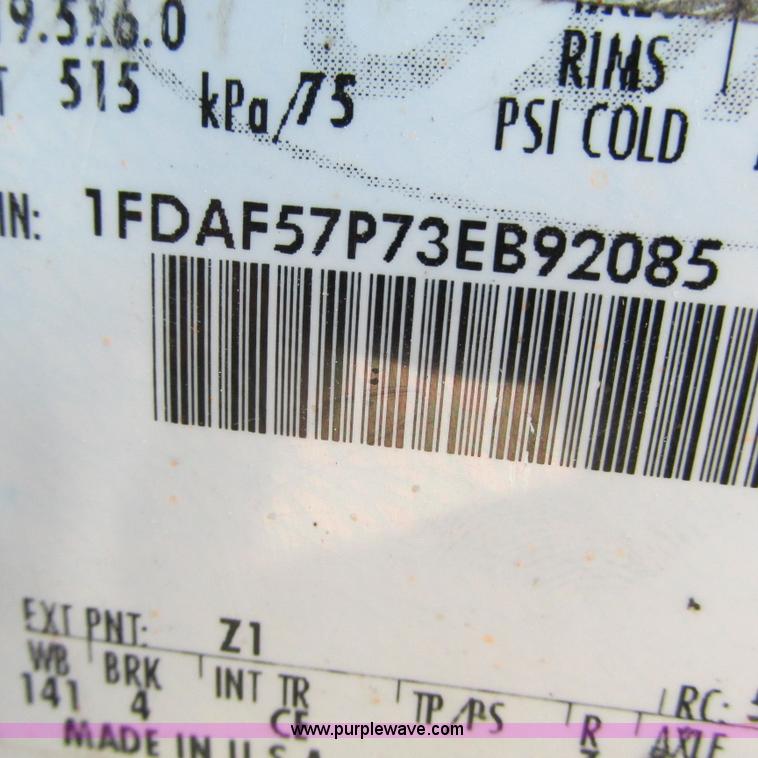 19.5X6.0
RIMS
T 515 kPa/75 PSI COLD
IN: 1FDAF57P73EB92085
EXT PNT: Z1
WB BRK INT TR TP/PS R AXLE RC:
141 4 CE
MADE IN U.S.A.
www.purplewave.com